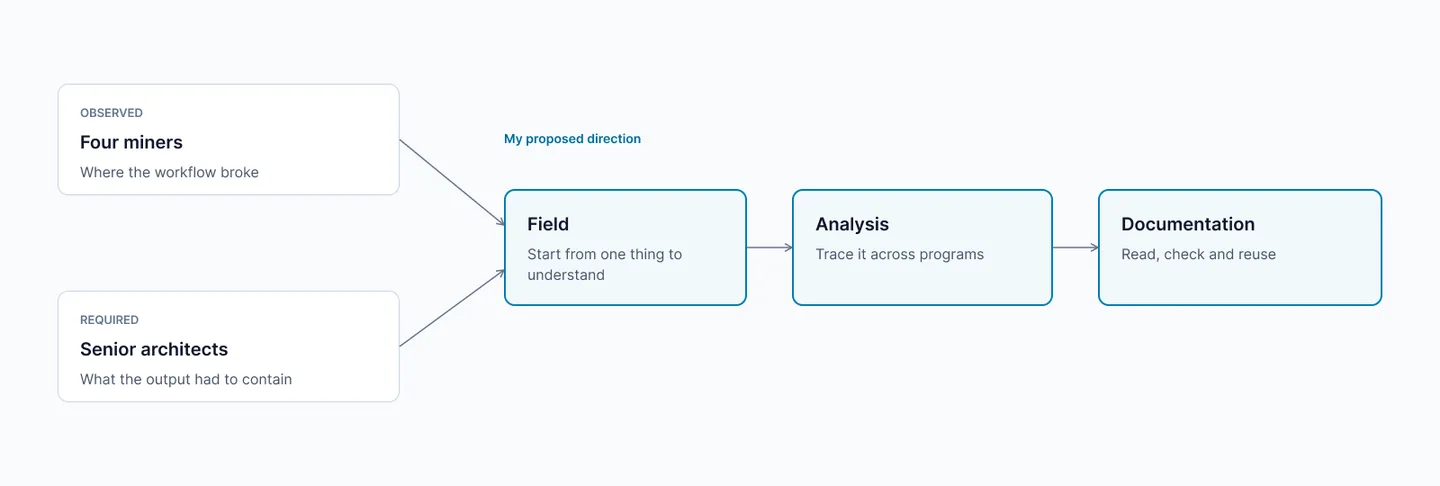 OBSERVED
Four miners
Where the workflow broke
REQUIRED
Senior architects
What the output had to contain
My proposed direction
Field
Start from one thing to
understand
Analysis
Trace it across programs
Documentation
Read, check and reuse